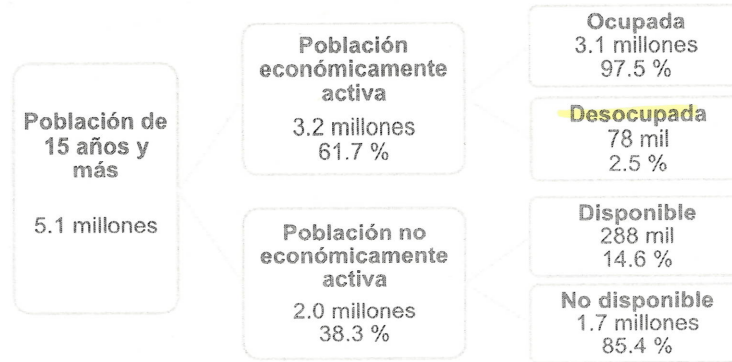 Población de
15 años y
más
5.1 millones
Población
económicamente
activa
3.2 millones
61.7 %
Ocupada
3.1 millones
97.5 %
Desocupada
78 mil
2.5 %
Población no
económicamente
activa
2.0 millones
38.3 %
Disponible
288 mil
14.6 %
No disponible
1.7 millones
85.4 %